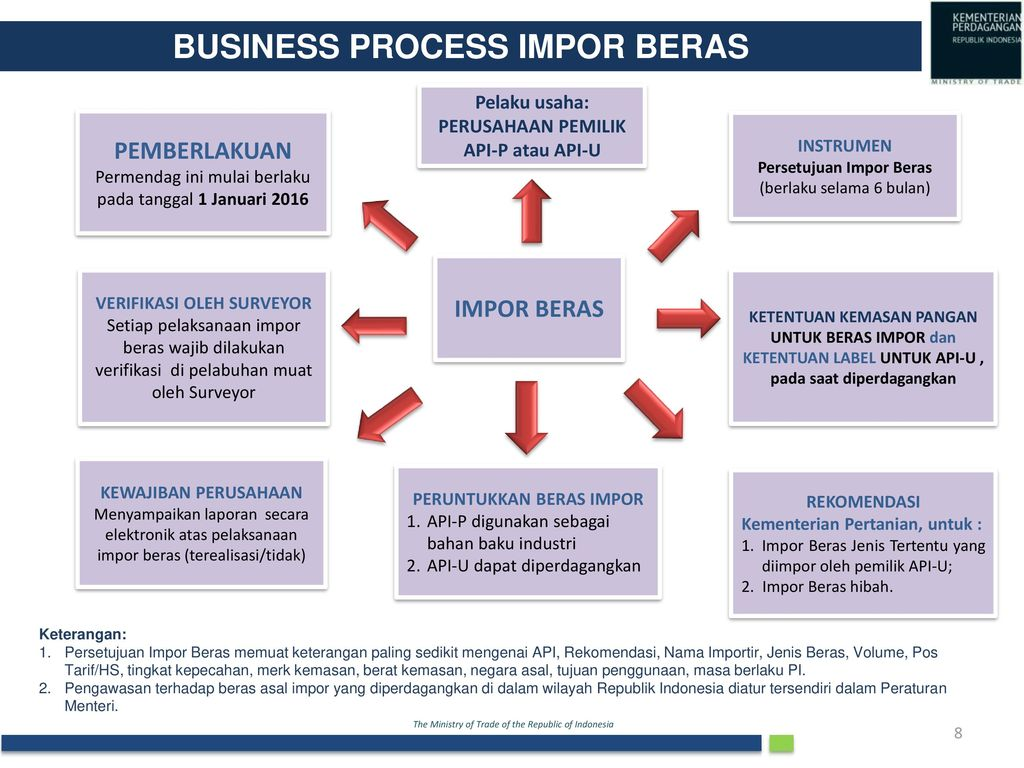 BUSINESS PROCESS IMPOR BERAS
KEMENTERIAN
PERDAGANGAN
REPUBLIK INDONESIA
MINISTRY OF TRADE
Pelaku usaha:
PERUSAHAAN PEMILIK
API-P atau API-U
PEMBERLAKUAN
Permendag ini mulai berlaku
pada tanggal 1 Januari 2016
INSTRUMEN
Persetujuan Impor Beras
(berlaku selama 6 bulan)
VERIFIKASI OLEH SURVEYOR
Setiap pelaksanaan impor
beras wajib dilakukan
verifikasi di pelabuhan muat
oleh Surveyor
IMPOR BERAS
KETENTUAN KEMASAN PANGAN
UNTUK BERAS IMPOR dan
KETENTUAN LABEL UNTUK API-U ,
pada saat diperdagangkan
KEWAJIBAN PERUSAHAAN
Menyampaikan laporan secara
elektronik atas pelaksanaan
impor beras (terealisasi/tidak)
PERUNTUKKAN BERAS IMPOR
1. API-P digunakan sebagai
bahan baku industri
2. API-U dapat diperdagangkan
REKOMENDASI
Kementerian Pertanian, untuk :
1. Impor Beras Jenis Tertentu yang
diimpor oleh pemilik API-U;
2. Impor Beras hibah.
Keterangan:
1. Persetujuan Impor Beras memuat keterangan paling sedikit mengenai API, Rekomendasi, Nama Importir, Jenis Beras, Volume, Pos
Tarif/HS, tingkat kepecahan, merk kemasan, berat kemasan, negara asal, tujuan penggunaan, masa berlaku PI.
2. Pengawasan terhadap beras asal impor yang diperdagangkan di dalam wilayah Republik Indonesia diatur tersendiri dalam Peraturan
Menteri.
The Ministry of Trade of the Republic of Indonesia
8